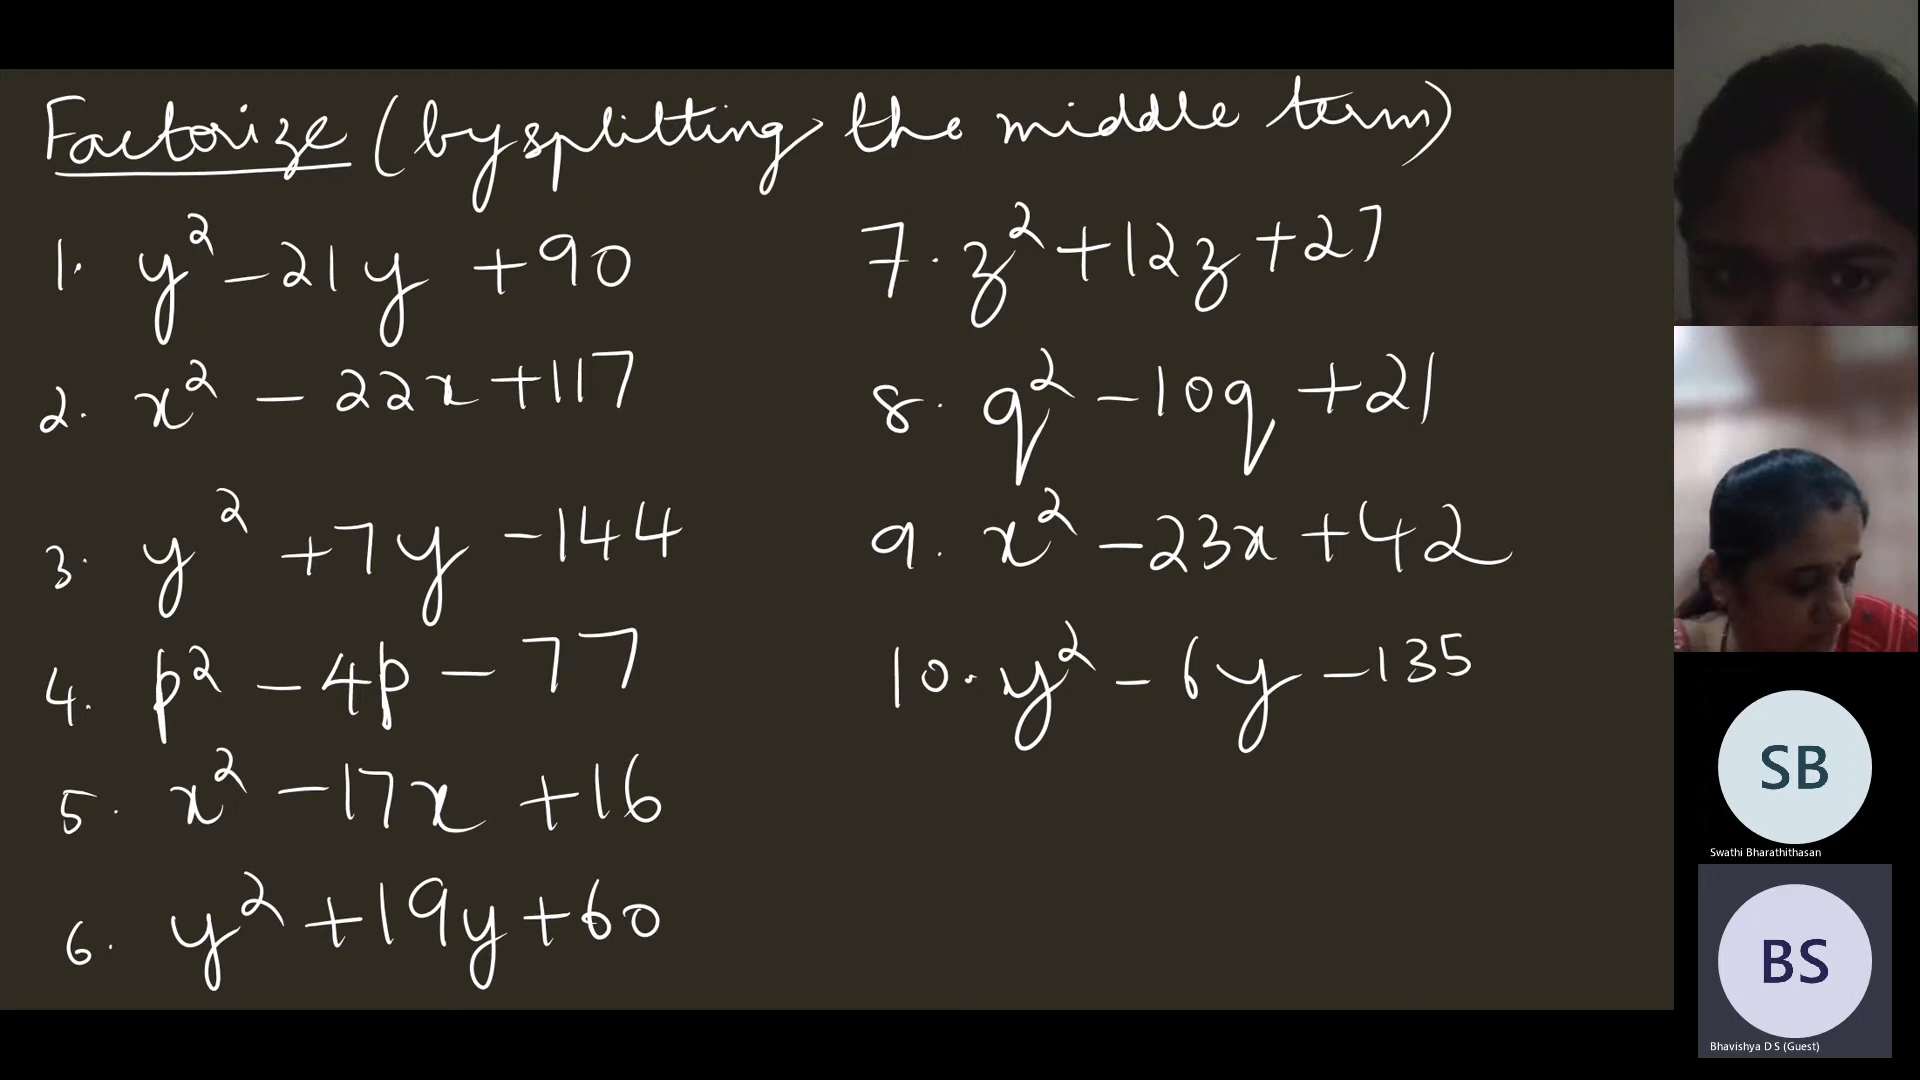 Factorize (by splitting the middle term)
1. y² - 21y + 90
2. x² - 22x + 117
3. y² + 7y - 144
4. p² - 4p - 77
5. x² - 17x + 16
6. y² + 19y + 60
7. z² + 12z + 27
8. q² - 10q + 21
9. x² - 23x + 42
10. y² - 6y - 135
SB
Swathi Bharathithasan
BS
Bhavishya D S (Guest)